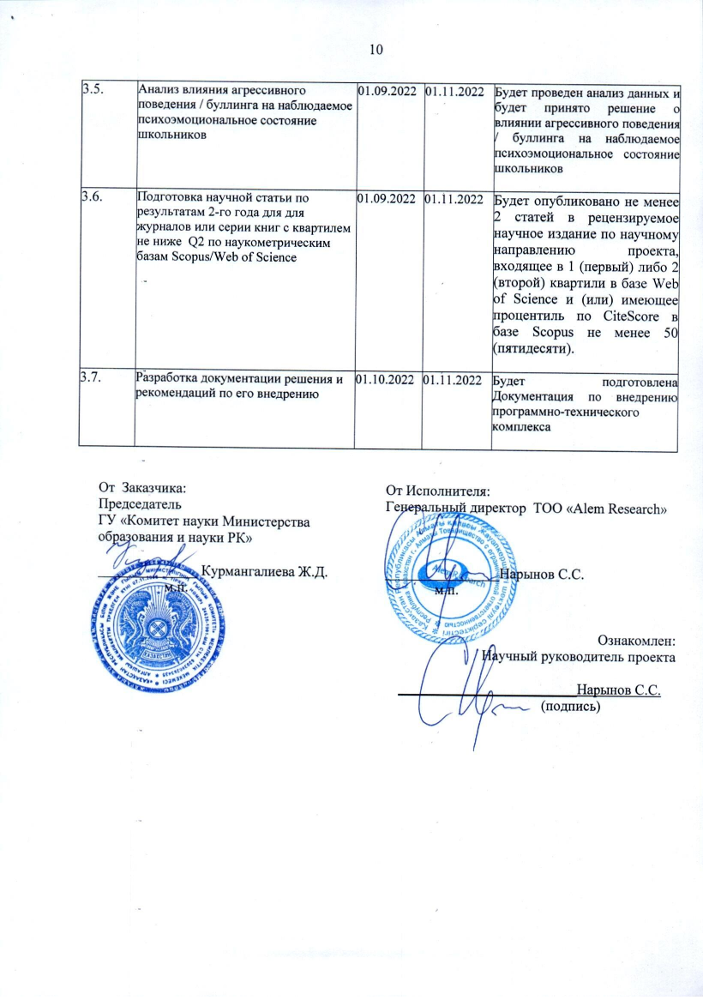 10
3.5.
Анализ влияния агрессивного
поведения / буллинга на наблюдаемое
психоэмоциональное состояние
школьников
01.09.2022
01.11.2022
Будет проведен анализ данных и
будет принято решение о
влиянии агрессивного поведения
/ буллинга на наблюдаемое
психоэмоциональное состояние
школьников
3.6.
Подготовка научной статьи по
результатам 2-го года для для
журналов или серии книг с квартилем
не ниже Q2 по наукометрическим
базам Scopus/Web of Science
01.09.2022
01.11.2022
Будет опубликовано не менее
2 статей в рецензируемое
научное издание по научному
направлению проекта,
входящее в 1 (первый) либо 2
(второй) квартили в базе Web
of Science и (или) имеющее
процентиль по CiteScore в
базе Scopus не менее 50
(пятидесяти).
3.7.
Разработка документации решения и
рекомендаций по его внедрению
01.10.2022
01.11.2022
Будет подготовлена
Документация по внедрению
программно-технического
комплекса
От Заказчика:
Председатель
ГУ «Комитет науки Министерства
образования и науки РК»
Курмангалиева Ж.Д.
м.п.
КАЗАКСТАН
От Исполнителя:
Генеральный директор ТОО «Alem Research»
Нарынов С.С.
м.п.
Alem Research
Ознакомлен:
Научный руководитель проекта
Нарынов С.С.
(подпись)